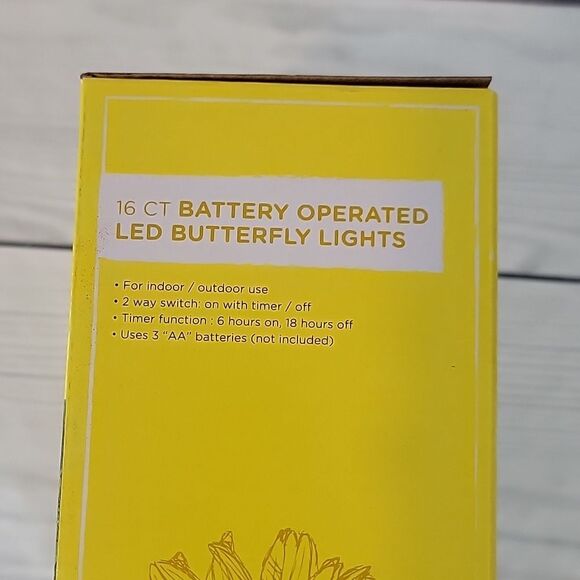 16 CT BATTERY OPERATED
LED BUTTERFLY LIGHTS
• For indoor / outdoor use
• 2 way switch: on with timer / off
• Timer function : 6 hours on, 18 hours off
• Uses 3 “AA” batteries (not included)